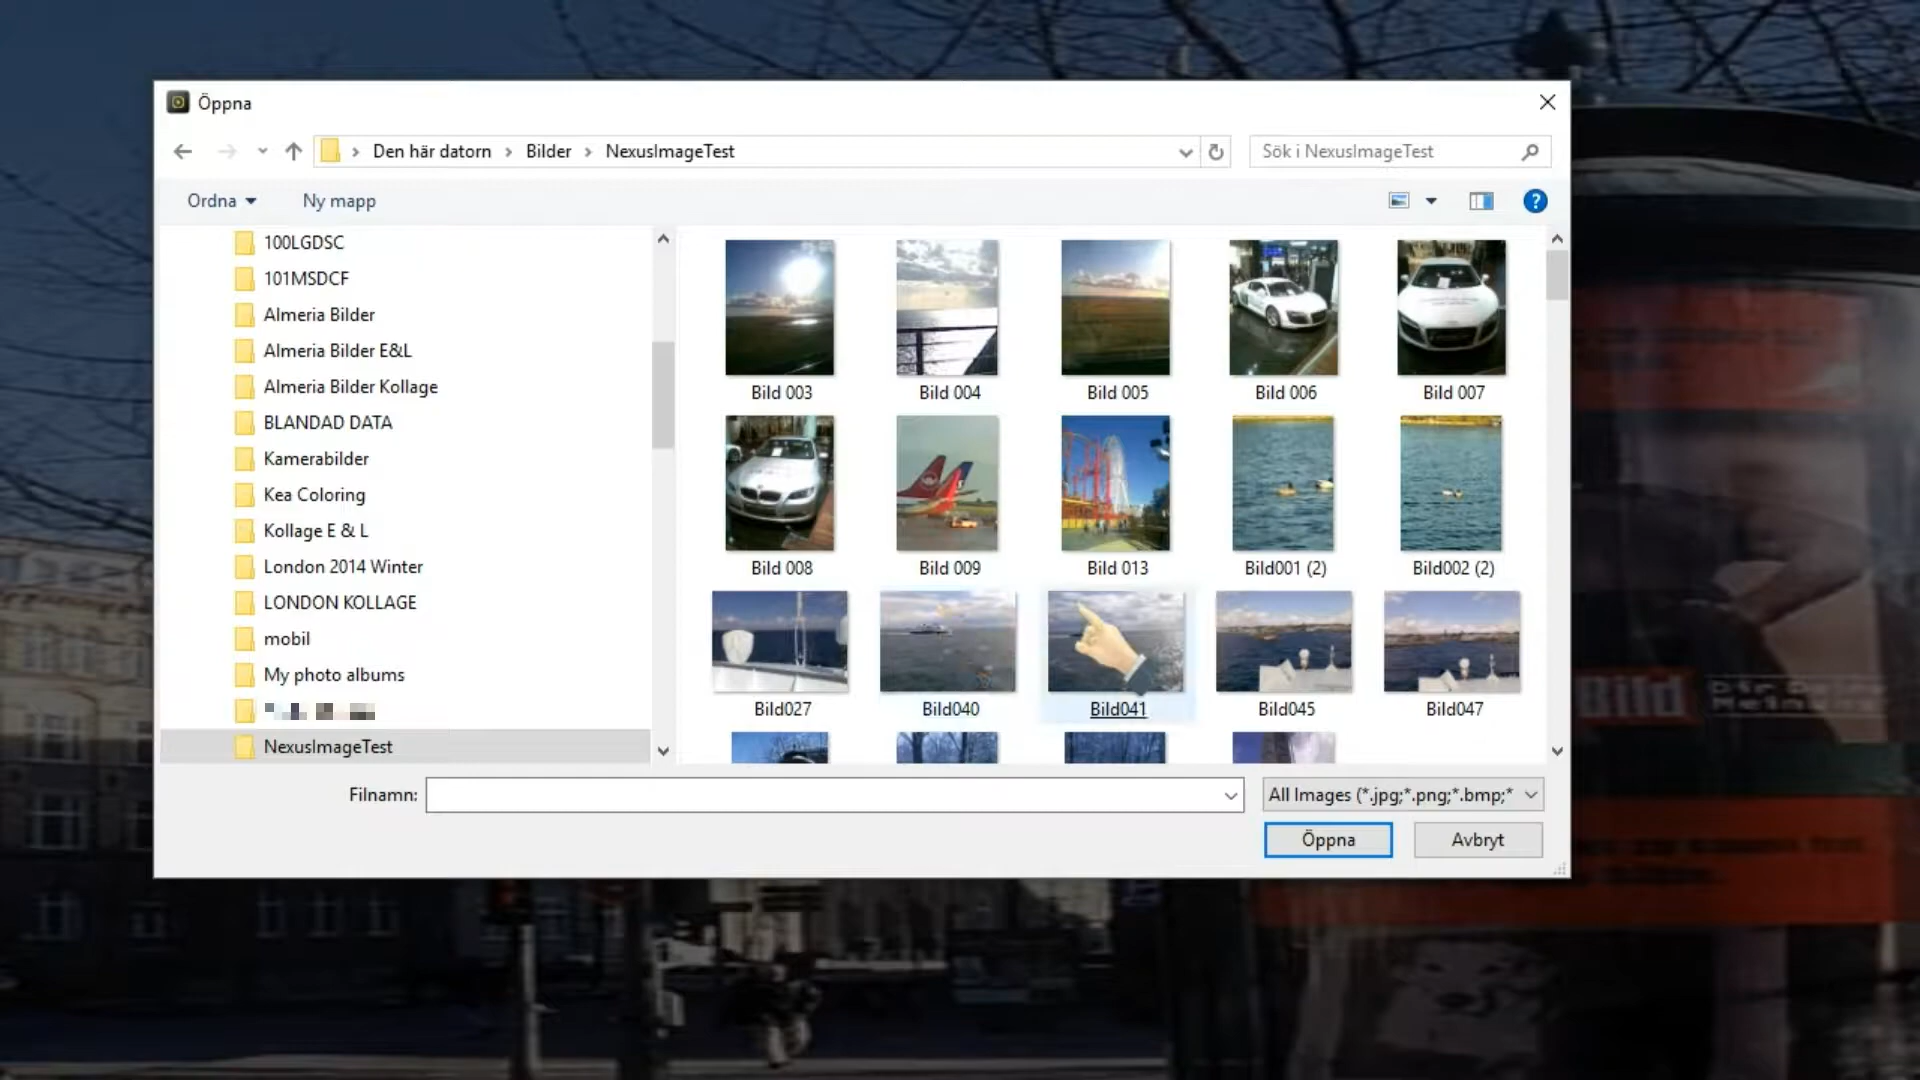 Öppna
Den här datorn > Bilder > NexusImageTest
Sök i NexusImageTest
Ordna
Ny mapp
100LGDSC
101MSDCF
Almeria Bilder
Almeria Bilder E&L
Almeria Bilder Kollage
BLANDAD DATA
Kamerabilder
Kea Coloring
Kollage E & L
London 2014 Winter
LONDON KOLLAGE
mobil
My photo albums
NexusImageTest
Bild 003
Bild 004
Bild 005
Bild 006
Bild 007
Bild 008
Bild 009
Bild 013
Bild001 (2)
Bild002 (2)
Bild027
Bild040
Bild041
Bild045
Bild047
Filnamn:
All Images (*.jpg;*.png;*.bmp;*
Öppna
Avbryt
Bild